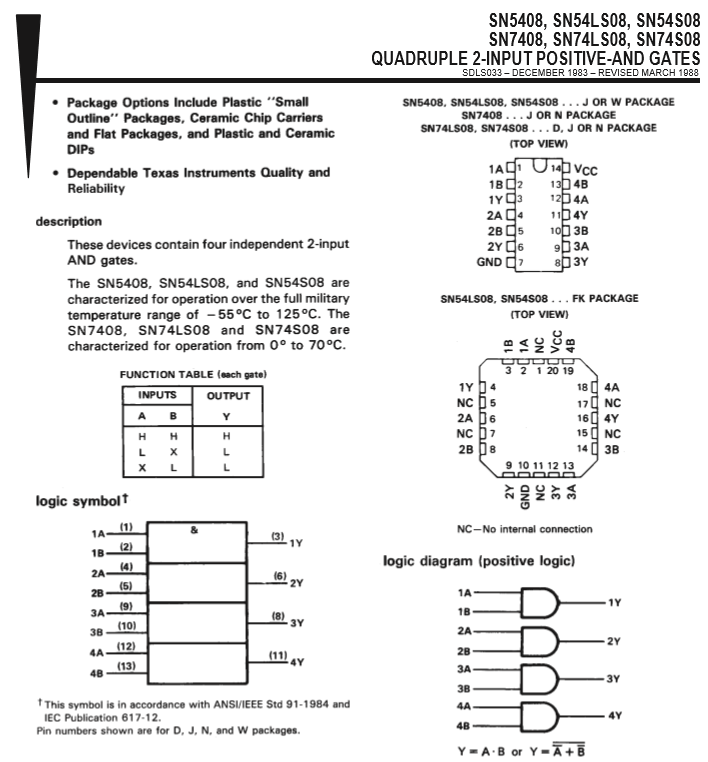 SN5408, SN54LS08, SN54S08
SN7408, SN74LS08, SN74S08
QUADRUPLE 2-INPUT POSITIVE-AND GATES
SDLS033 – DECEMBER 1983 – REVISED MARCH 1988
• Package Options Include Plastic "Small
Outline" Packages, Ceramic Chip Carriers
and Flat Packages, and Plastic and Ceramic
DIPs
• Dependable Texas Instruments Quality and
Reliability
description
These devices contain four independent 2-input
AND gates.
The SN5408, SN54LS08, and SN54S08 are
characterized for operation over the full military
temperature range of −55°C to 125°C. The
SN7408, SN74LS08 and SN74S08 are
characterized for operation from 0° to 70°C.
FUNCTION TABLE (each gate)
INPUTS OUTPUT
A B Y
H H H
L X L
X L L
logic symbol†
1A (1) & (3) 1Y
1B (2)
2A (4) (6) 2Y
2B (5)
3A (9) (8) 3Y
3B (10)
4A (12) (11) 4Y
4B (13)
† This symbol is in accordance with ANSI/IEEE Std 91-1984 and
IEC Publication 617-12.
Pin numbers shown are for D, J, N, and W packages.
SN5408, SN54LS08, SN54S08 . . . J OR W PACKAGE
SN7408 . . . J OR N PACKAGE
SN74LS08, SN74S08 . . . D, J OR N PACKAGE
(TOP VIEW)
1A 1 14 VCC
1B 2 13 4B
1Y 3 12 4A
2A 4 11 4Y
2B 5 10 3B
2Y 6 9 3A
GND 7 8 3Y
SN54LS08, SN54S08 . . . FK PACKAGE
(TOP VIEW)
1B 1A NC VCC 4B
3 2 1 20 19
1Y 4 18 4A
NC 5 17 NC
2A 6 16 4Y
NC 7 15 NC
2B 8 14 3B
9 10 11 12 13
2Y GND NC 3Y 3A
NC—No internal connection
logic diagram (positive logic)
1A 1Y
1B
2A 2Y
2B
3A 3Y
3B
4A 4Y
4B
Y = A·B or Y = A̅ + B̅